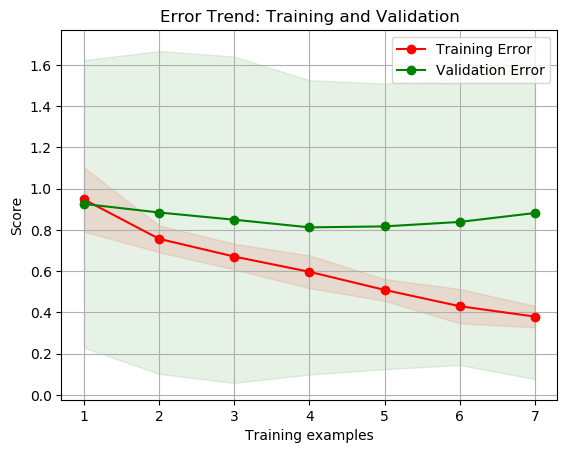 Error Trend: Training and Validation
Training Error
Validation Error
Score
1.6
1.4
1.2
1.0
0.8
0.6
0.4
0.2
0.0
1 2 3 4 5 6 7
Training examples